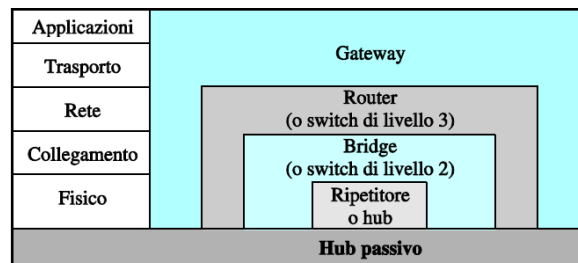 Applicazioni
Trasporto
Rete
Collegamento
Fisico
Gateway
Router
(o switch di livello 3)
Bridge
(o switch di livello 2)
Ripetitore
o hub
Hub passivo